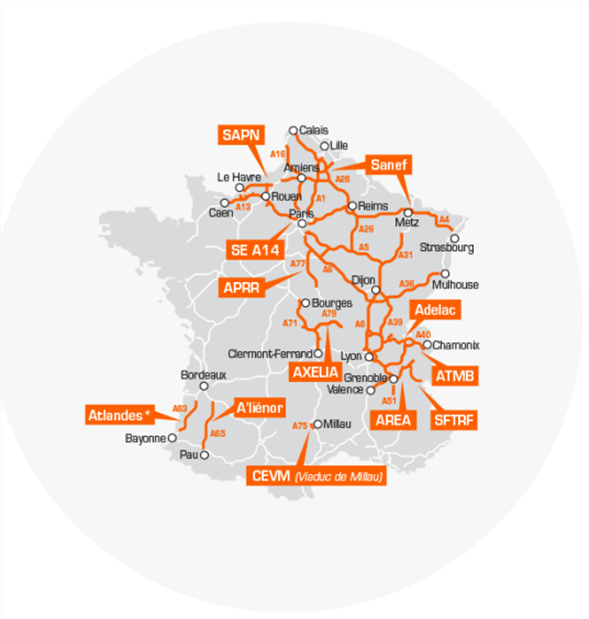 Calais
SAPN
Lille
A16
Sanef
Amiens
Le Havre
A26
Rouen
A1
Reims
A13
Caen
Paris
Metz
A4
A26
Strasbourg
SE A14
A5
A31
A77
A6
Dijon
A36
Mulhouse
APRR
Bourges
A79
Adelac
A71
A6
A39
A40
Chamonix
Clermont-Ferrand
Lyon
AXELIA
ATMB
Bordeaux
Grenoble
Valence
A51
Atlandes *
A63
A'liénor
AREA
SFTRF
A75
Millau
Bayonne
A65
Pau
CEVM (Viaduc de Millau)